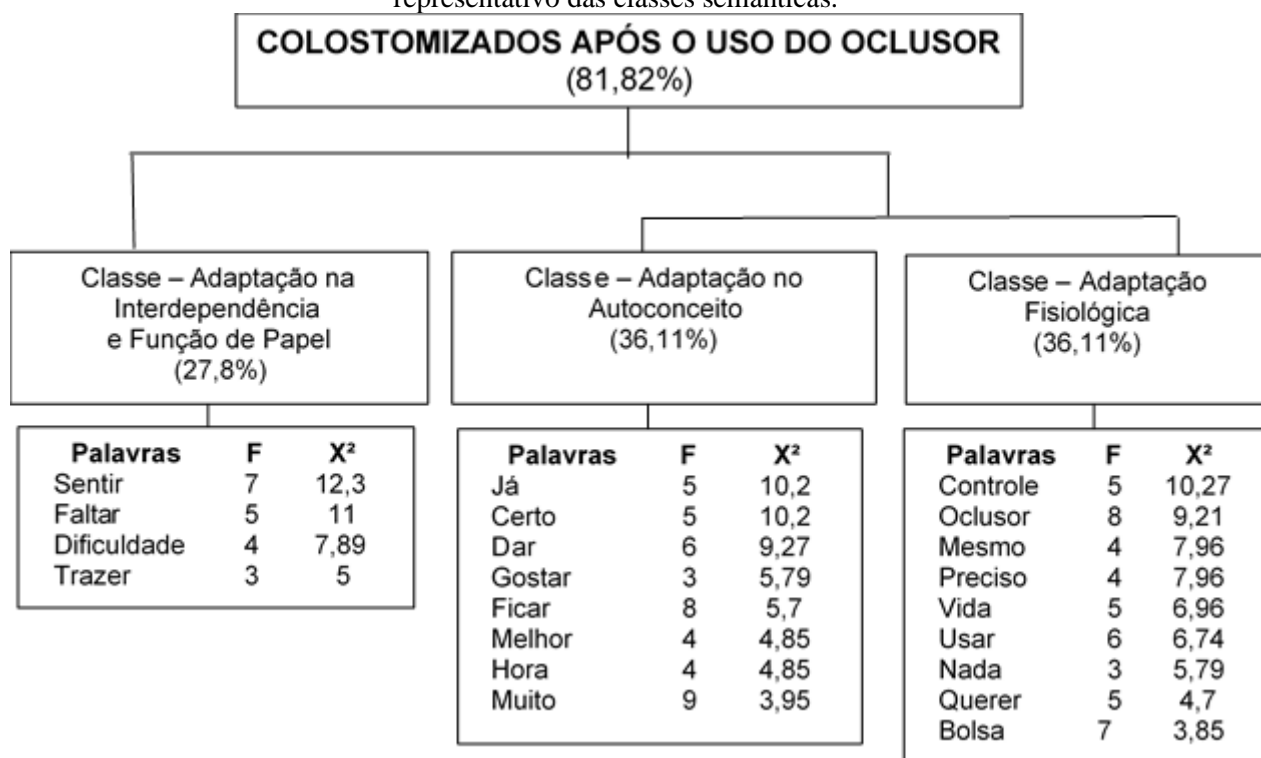 representativo das classes semânticas.
COLOSTOMIZADOS APÓS O USO DO OCLUSOR
(81,82%)
Classe – Adaptação na
Interdependência
e Função de Papel
(27,8%)
Classe – Adaptação no
Autoconceito
(36,11%)
Classe – Adaptação
Fisiológica
(36,11%)
Palavras F X²
Sentir 7 12,3
Faltar 5 11
Dificuldade 4 7,89
Trazer 3 5
Palavras F X²
Já 5 10,2
Certo 5 10,2
Dar 6 9,27
Gostar 3 5,79
Ficar 8 5,7
Melhor 4 4,85
Hora 4 4,85
Muito 9 3,95
Palavras F X²
Controle 5 10,27
Oclusor 8 9,21
Mesmo 4 7,96
Preciso 4 7,96
Vida 5 6,96
Usar 6 6,74
Nada 3 5,79
Querer 5 4,7
Bolsa 7 3,85